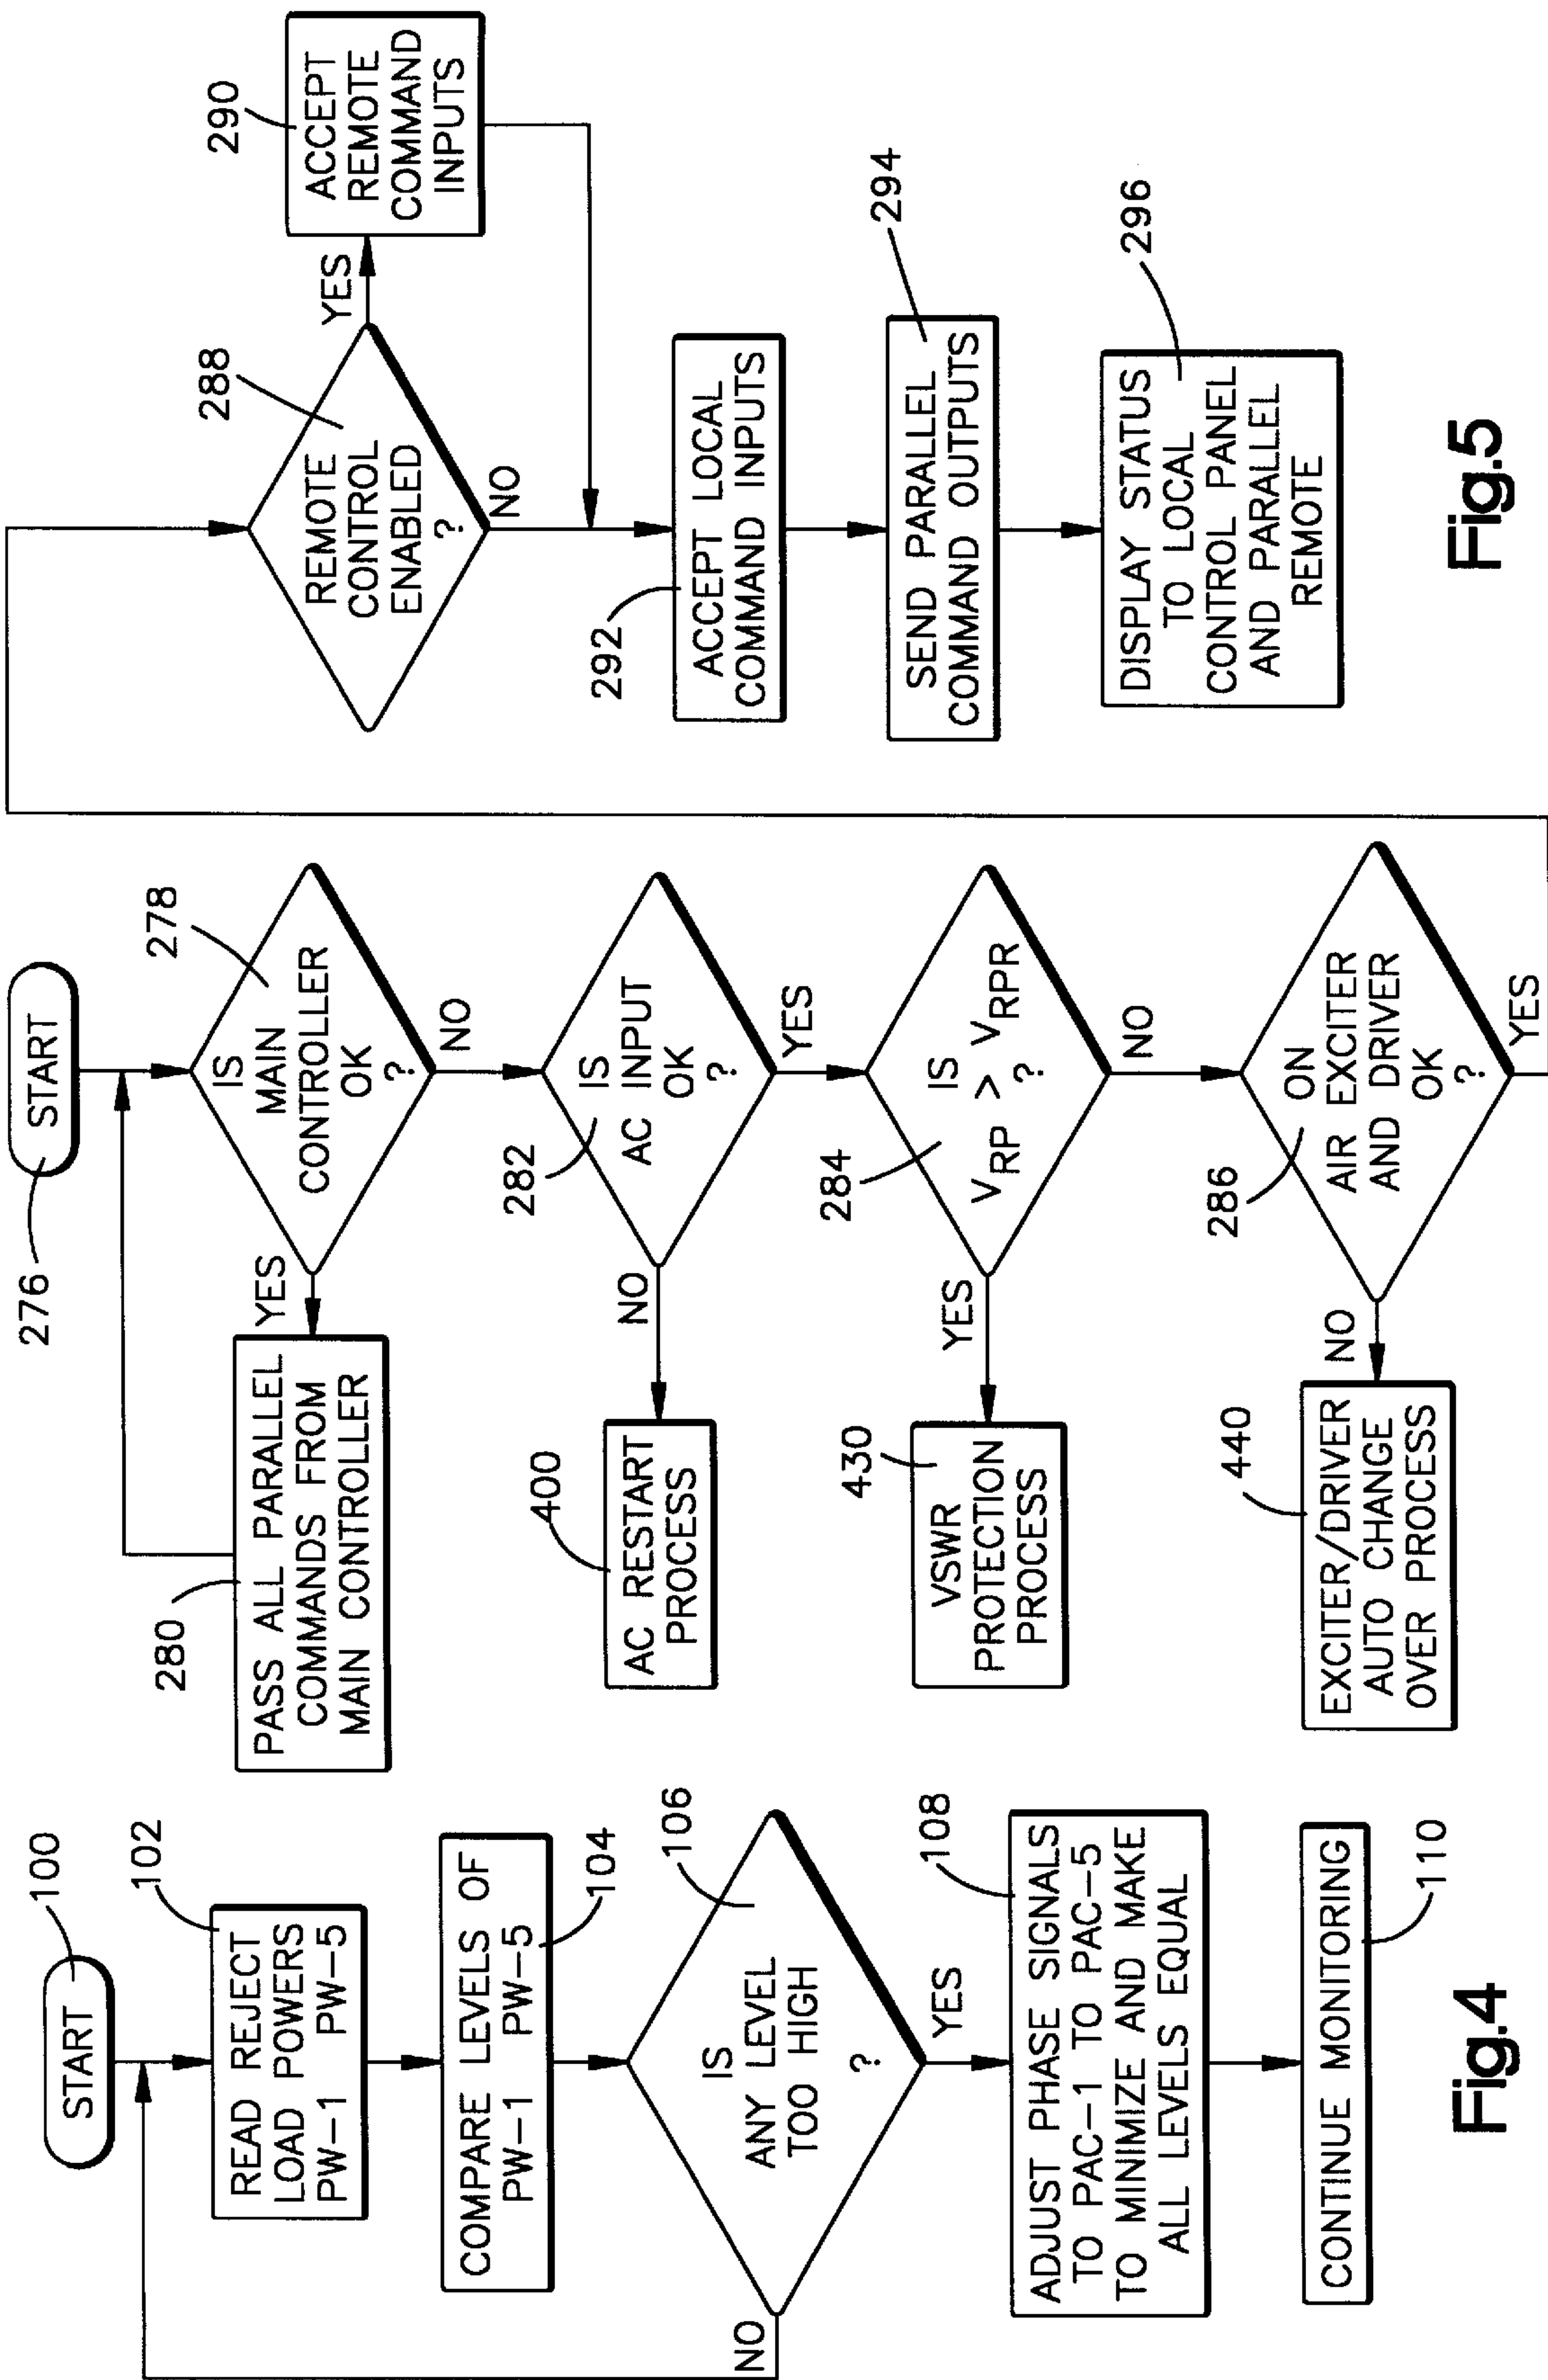 100
START
102
READ REJECT
LOAD POWERS
PW-1 PW-5
COMPARE LEVELS OF
PW-1 PW-5
104
106
IS
ANY LEVEL
TOO HIGH
?
NO
YES
108
ADJUST PHASE SIGNALS
TO PAC-1 TO PAC-5
TO MINIMIZE AND MAKE
ALL LEVELS EQUAL
CONTINUE MONITORING
110
Fig.4
276
START
278
IS
MAIN
CONTROLLER
OK
?
YES
NO
280
PASS ALL PARALLEL
COMMANDS FROM
MAIN CONTROLLER
282
IS
AC INPUT
OK
?
NO
YES
400
AC RESTART
PROCESS
284
IS
VRP > VRPR
?
YES
NO
430
VSWR
PROTECTION
PROCESS
286
ON
AIR EXCITER
AND DRIVER
OK
?
NO
YES
440
EXCITER/DRIVER
AUTO CHANGE
OVER PROCESS
288
REMOTE
CONTROL
ENABLED
?
YES
NO
290
ACCEPT
REMOTE
COMMAND
INPUTS
292
ACCEPT LOCAL
COMMAND INPUTS
294
SEND PARALLEL
COMMAND OUTPUTS
296
DISPLAY STATUS
TO LOCAL
CONTROL PANEL
AND PARALLEL
REMOTE
Fig.5